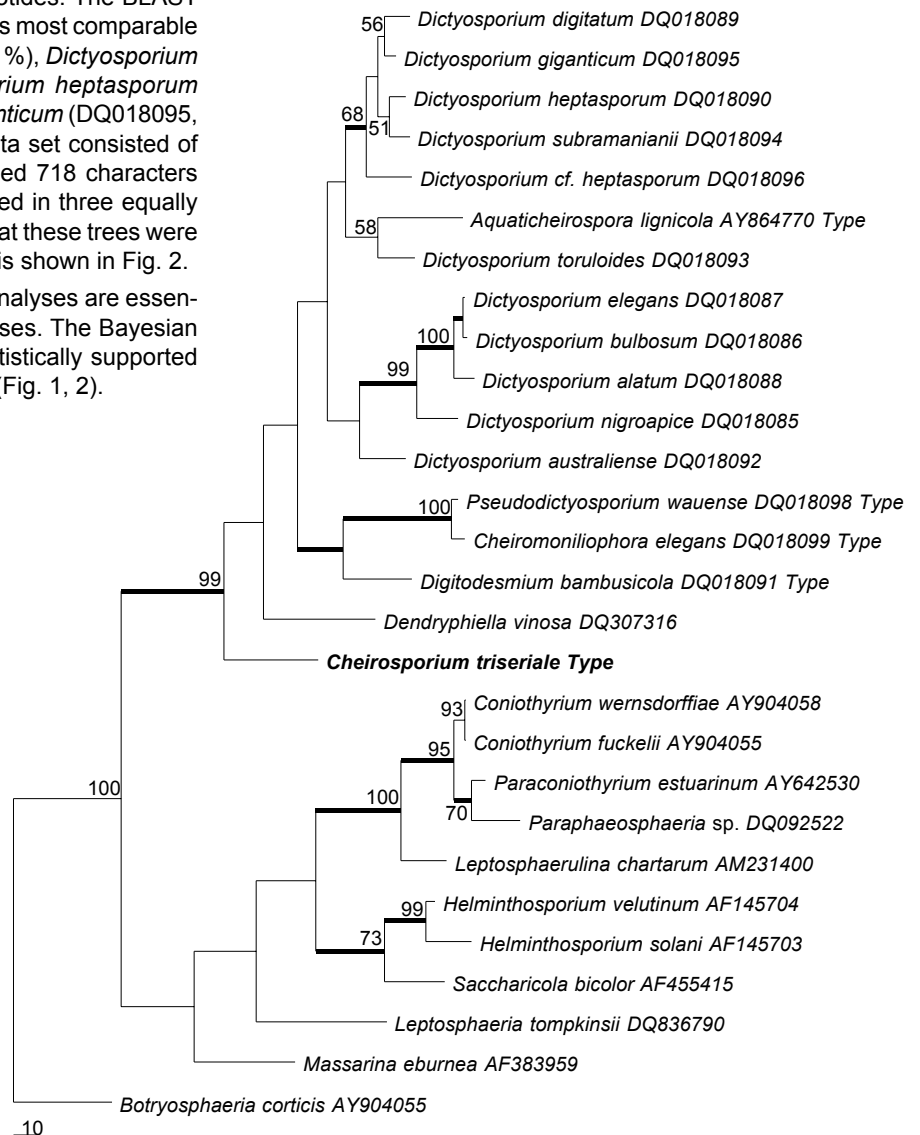 ptides. The BLAST
s most comparable
%), Dictyosporium
rium heptasporum
nticum (DQ018095,
ta set consisted of
ed 718 characters
ed in three equally
at these trees were
is shown in Fig. 2.
nalyses are essen-
ses. The Bayesian
tistically supported
(Fig. 1, 2).
56
Dictyosporium digitatum DQ018089
Dictyosporium giganticum DQ018095
Dictyosporium heptasporum DQ018090
68
51
Dictyosporium subramanianii DQ018094
Dictyosporium cf. heptasporum DQ018096
Aquaticheirospora lignicola AY864770 Type
58
Dictyosporium toruloides DQ018093
Dictyosporium elegans DQ018087
100
Dictyosporium bulbosum DQ018086
99
Dictyosporium alatum DQ018088
Dictyosporium nigroapice DQ018085
Dictyosporium australiense DQ018092
100
Pseudodictyosporium wauense DQ018098 Type
Cheiromoniliophora elegans DQ018099 Type
99
Digitodesmium bambusicola DQ018091 Type
Dendryphiella vinosa DQ307316
Cheirosporium triseriale Type
93
Coniothyrium wernsdorffiae AY904058
95
Coniothyrium fuckelii AY904055
100
100
Paraconiothyrium estuarinum AY642530
70
Paraphaeosphaeria sp. DQ092522
Leptosphaerulina chartarum AM231400
99
Helminthosporium velutinum AF145704
73
Helminthosporium solani AF145703
Saccharicola bicolor AF455415
Leptosphaeria tompkinsii DQ836790
Massarina eburnea AF383959
Botryosphaeria corticis AY904055
10